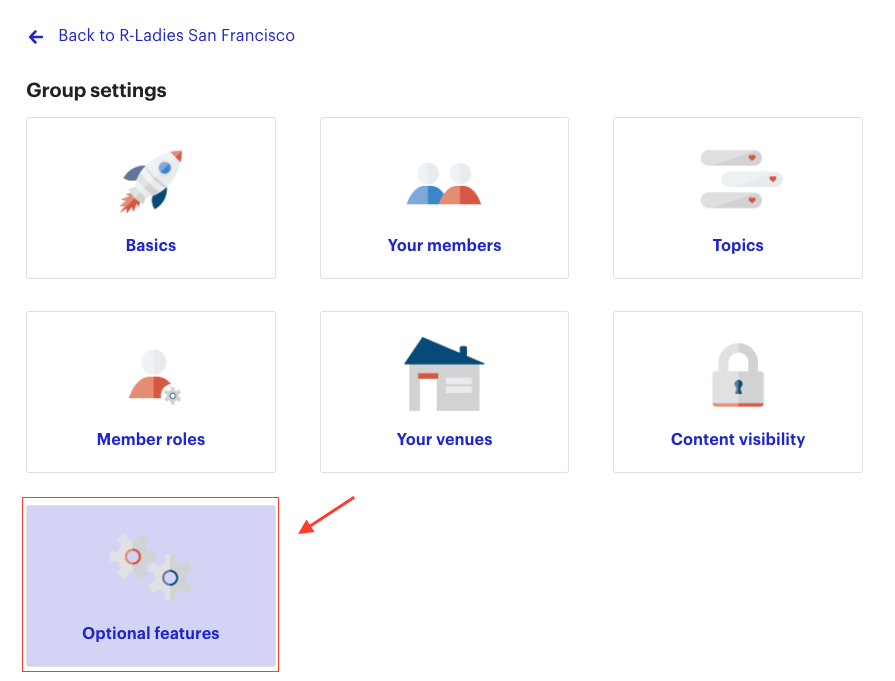 Back to R-Ladies San Francisco
Group settings
Basics
Your members
Topics
Member roles
Your venues
Content visibility
Optional features